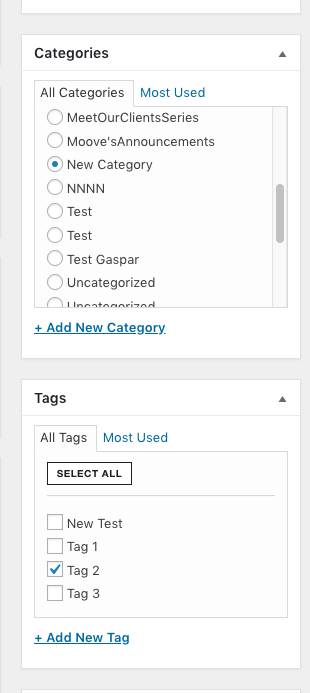 Categories
All Categories Most Used
MeetOurClientsSeries
Moove'sAnnouncements
New Category
NNNN
Test
Test
Test Gaspar
Uncategorized
Uncategorized
+ Add New Category
Tags
All Tags Most Used
SELECT ALL
New Test
Tag 1
Tag 2
Tag 3
+ Add New Tag